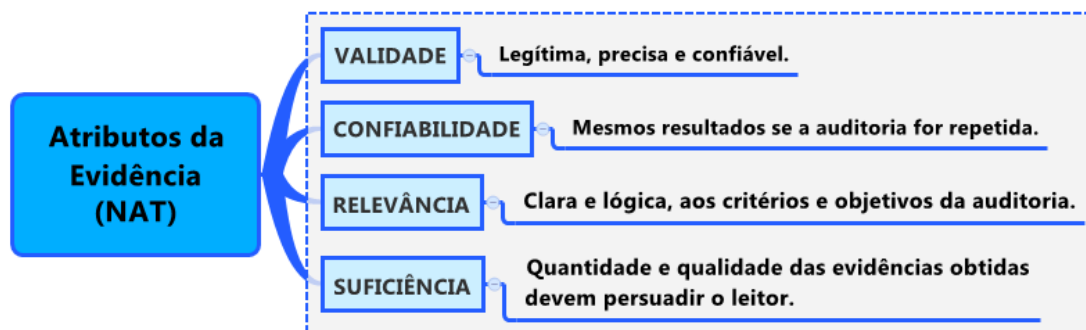 Atributos da
Evidência
(NAT)
VALIDADE
Legítima, precisa e confiável.
CONFIABILIDADE
Mesmos resultados se a auditoria for repetida.
RELEVÂNCIA
Clara e lógica, aos critérios e objetivos da auditoria.
SUFICIÊNCIA
Quantidade e qualidade das evidências obtidas
devem persuadir o leitor.